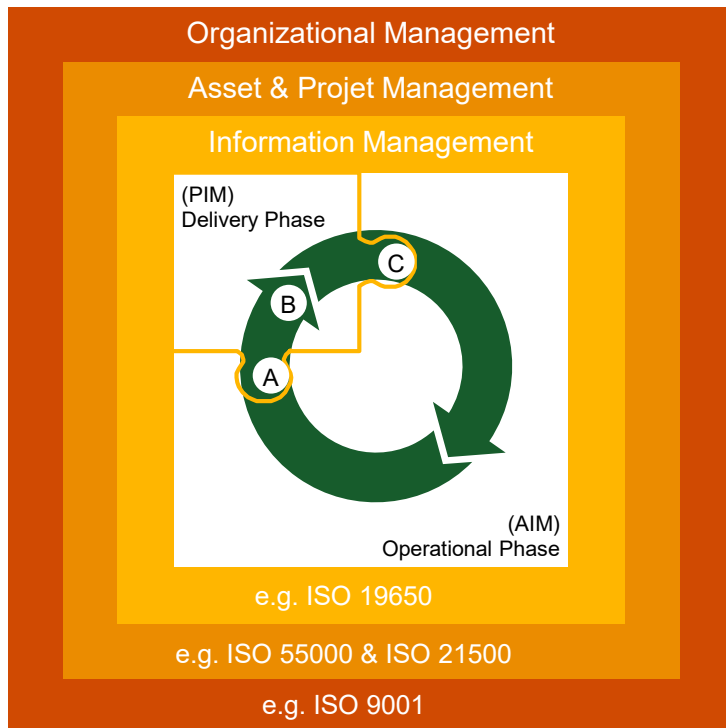 Organizational Management
Asset & Projet Management
Information Management
(PIM)
Delivery Phase
C
B
A
(AIM)
Operational Phase
e.g. ISO 19650
e.g. ISO 55000 & ISO 21500
e.g. ISO 9001